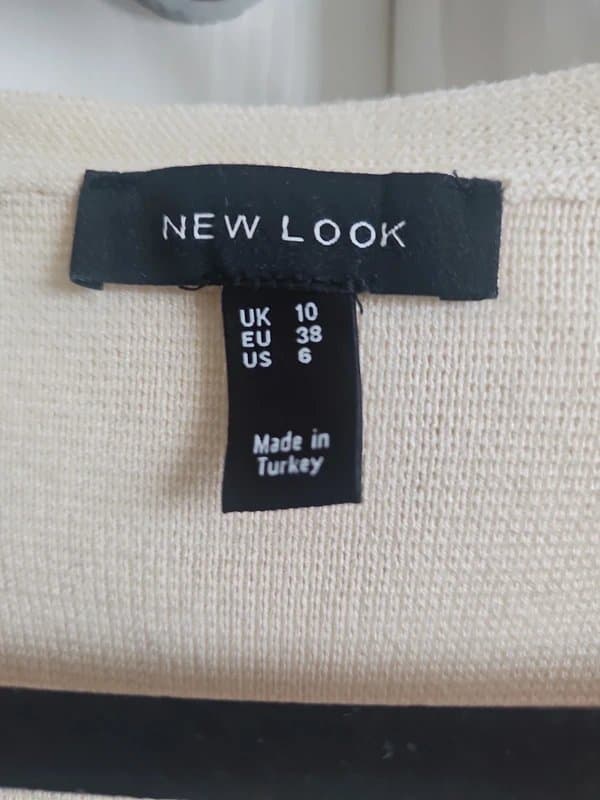 NEW LOOK
UK 10
EU 38
US 6
Made in
Turkey